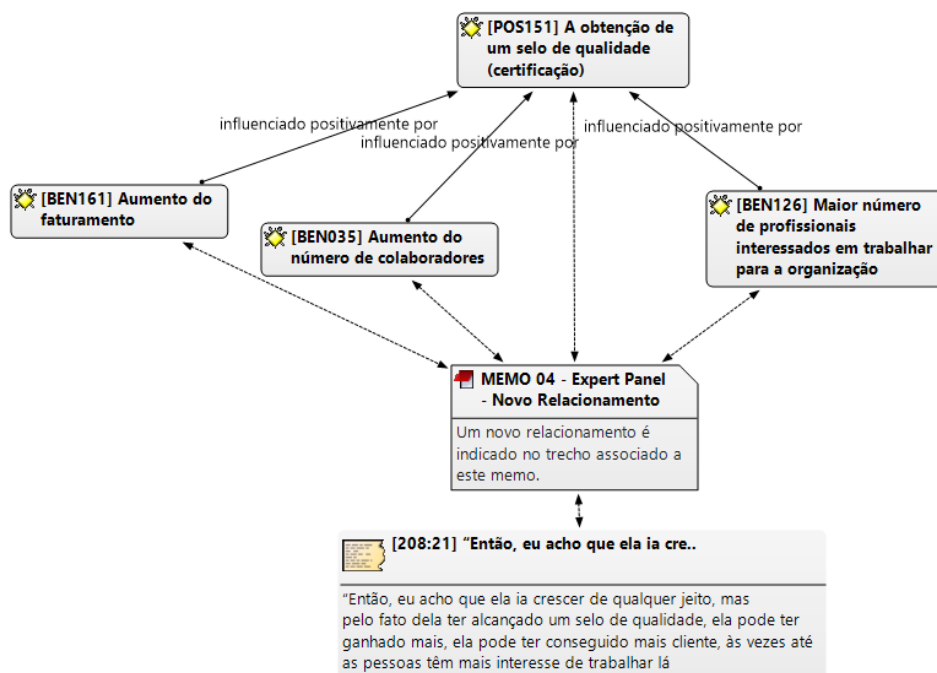 [POS151] A obtenção de
um selo de qualidade
(certificação)
influenciado positivamente por
influenciado positivamente por
influenciado positivamente por
[BEN161] Aumento do
faturamento
[BEN035] Aumento do
número de colaboradores
[BEN126] Maior número
de profissionais
interessados em trabalhar
para a organização
MEMO 04 - Expert Panel
- Novo Relacionamento
Um novo relacionamento é
indicado no trecho associado a
este memo.
[208:21] “Então, eu acho que ela ia cre..
“Então, eu acho que ela ia crescer de qualquer jeito, mas
pelo fato dela ter alcançado um selo de qualidade, ela pode ter
ganhado mais, ela pode ter conseguido mais cliente, às vezes até
as pessoas têm mais interesse de trabalhar lá